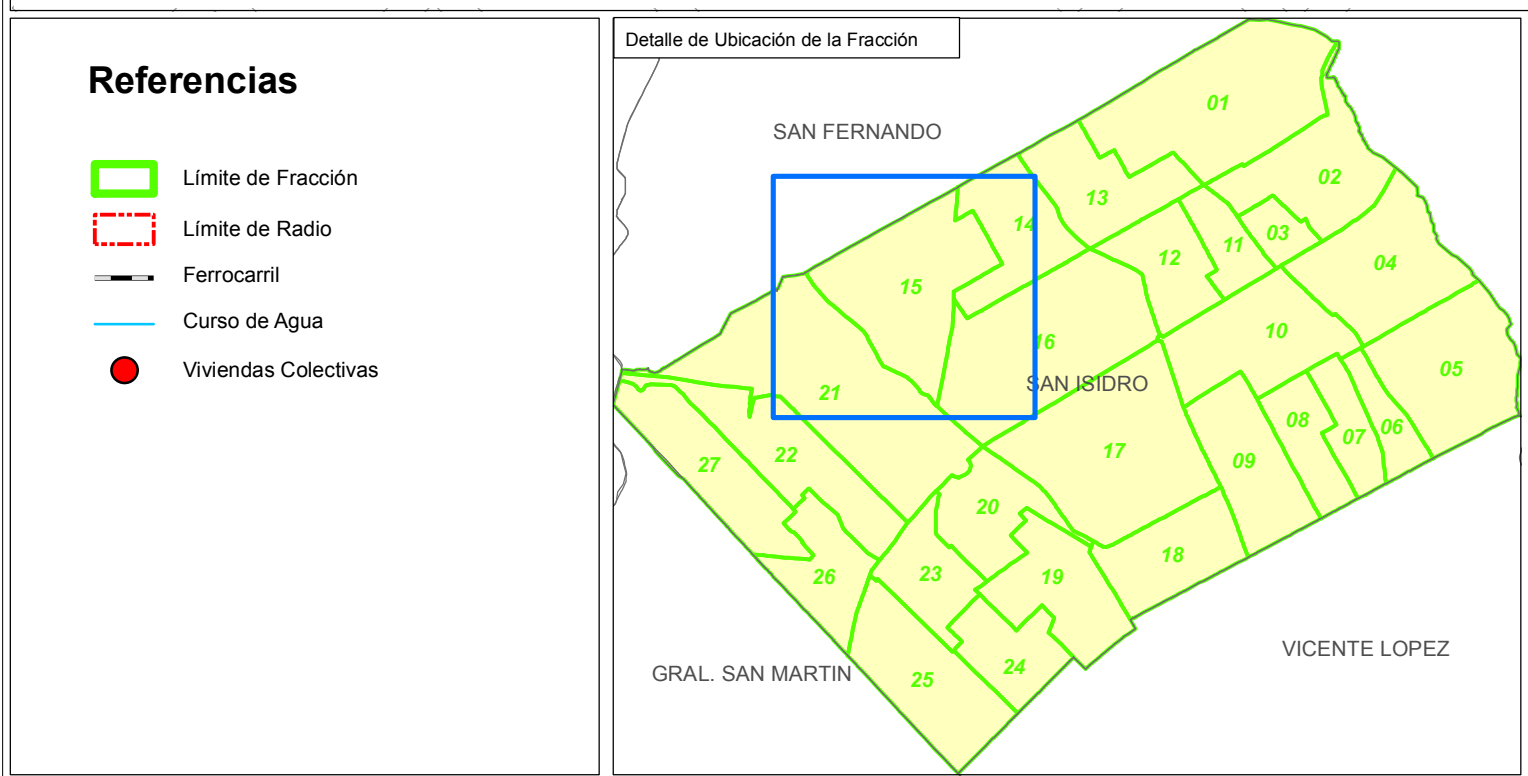 Referencias
Límite de Fracción
Límite de Radio
Ferrocarril
Curso de Agua
Viviendas Colectivas
Detalle de Ubicación de la Fracción
SAN FERNANDO
01
02
13
14
03
11
12
04
15
10
16
05
SAN ISIDRO
21
08
06
07
17
22
09
27
20
18
26
23
19
VICENTE LOPEZ
24
GRAL. SAN MARTIN
25